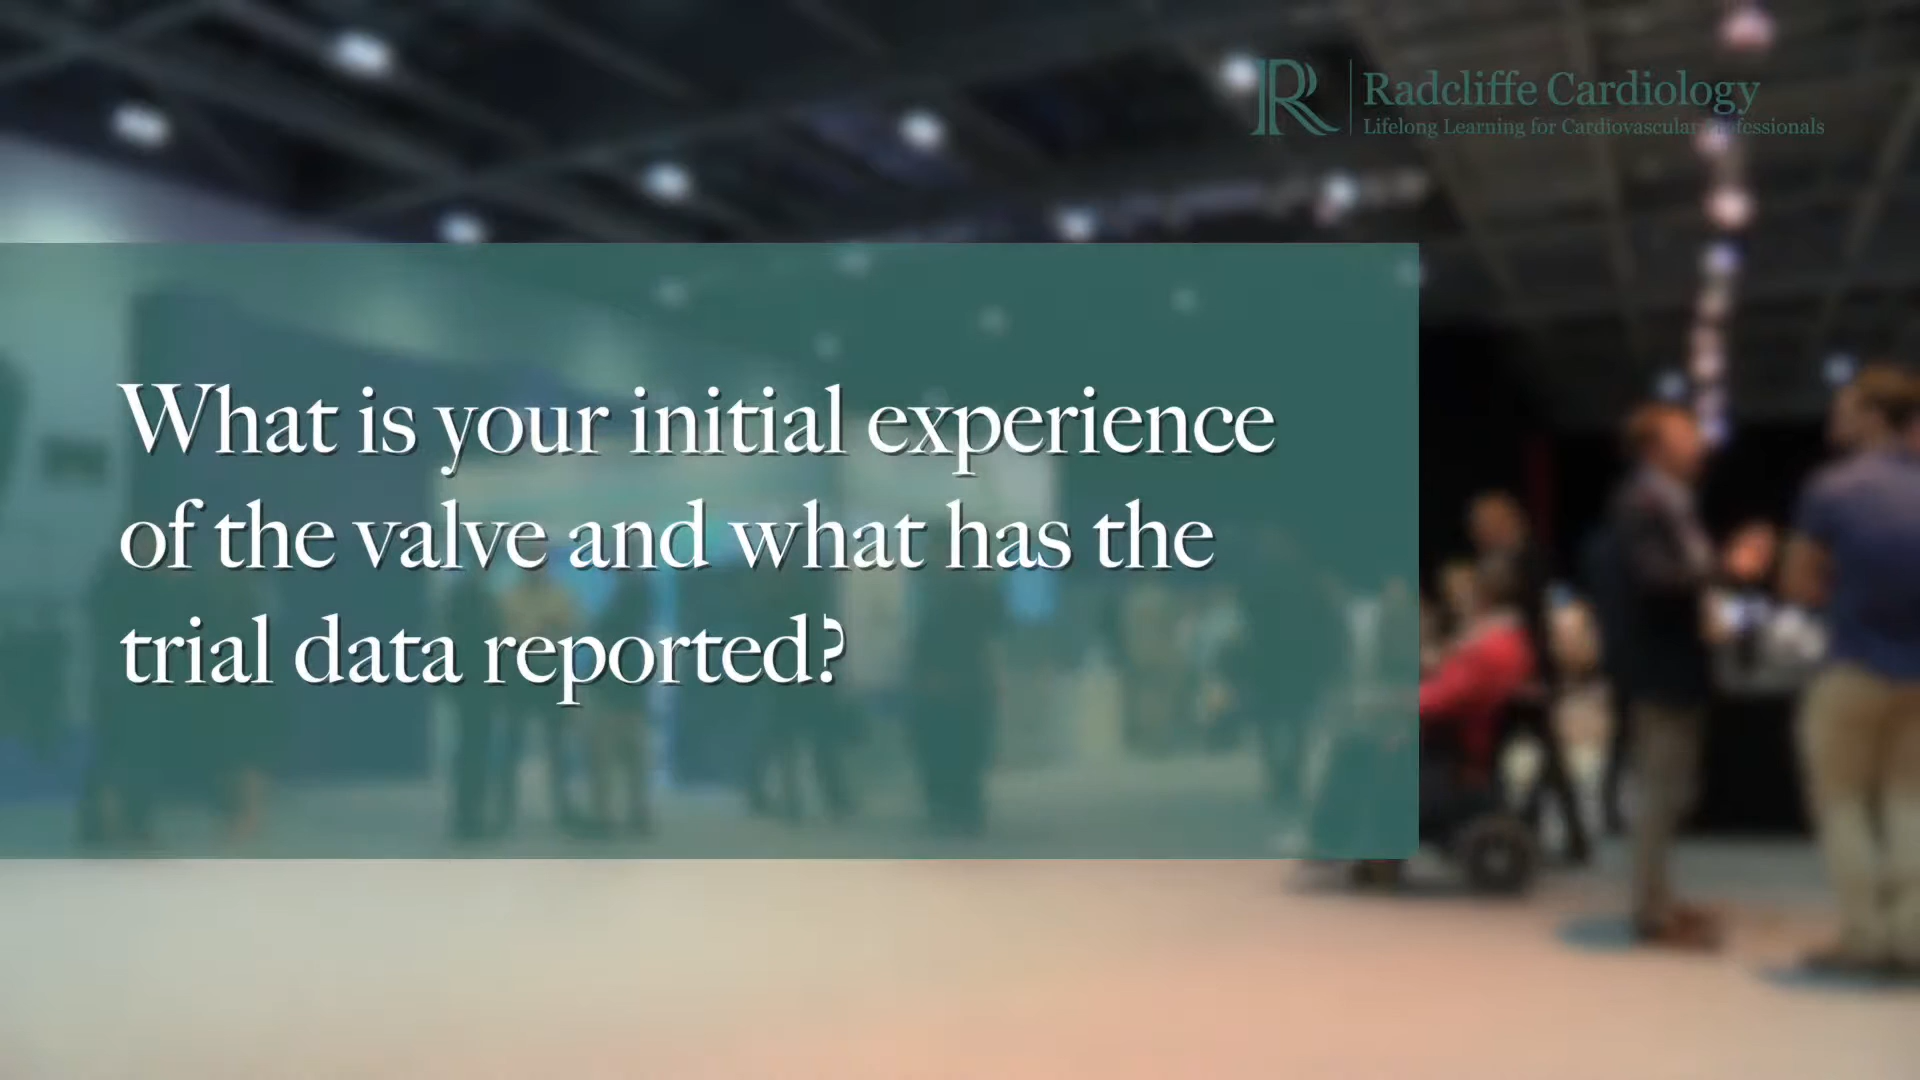 Radcliffe Cardiology
Lifelong Learning for Cardiovascular Professionals
What is your initial experience
of the valve and what has the
trial data reported?